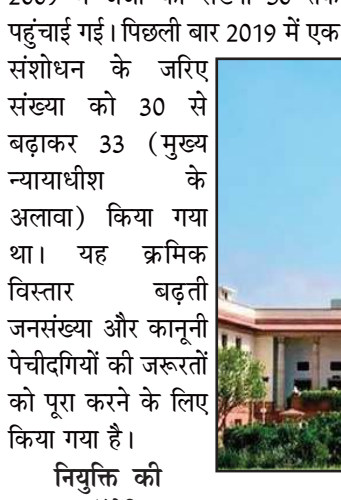 2009 में जजों की संख्या 30 तक
पहुंचाई गई। पिछली बार 2019 में एक
संशोधन के जरिए
संख्या को 30 से
बढ़ाकर 33 (मुख्य
न्यायाधीश के
अलावा) किया गया
था। यह क्रमिक
विस्तार बढ़ती
जनसंख्या और कानूनी
पेचीदगियों की जरूरतों
को पूरा करने के लिए
किया गया है।
नियुक्ति की